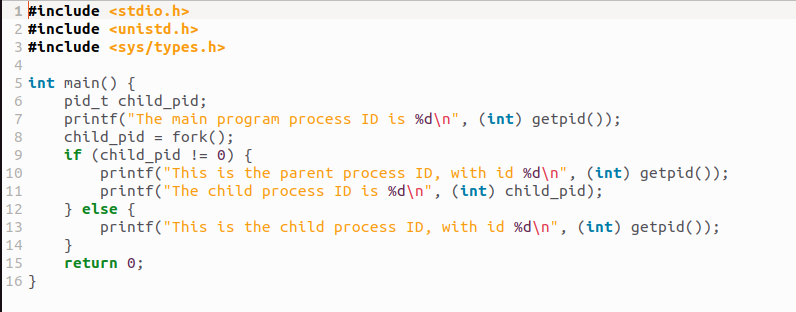 1 #include <stdio.h>
2 #include <unistd.h>
3 #include <sys/types.h>
4
5 int main() {
6     pid_t child_pid;
7     printf("The main program process ID is %d\n", (int) getpid());
8     child_pid = fork();
9     if (child_pid != 0) {
10         printf("This is the parent process ID, with id %d\n", (int) getpid());
11         printf("The child process ID is %d\n", (int) child_pid);
12     } else {
13         printf("This is the child process ID, with id %d\n", (int) getpid());
14     }
15     return 0;
16 }